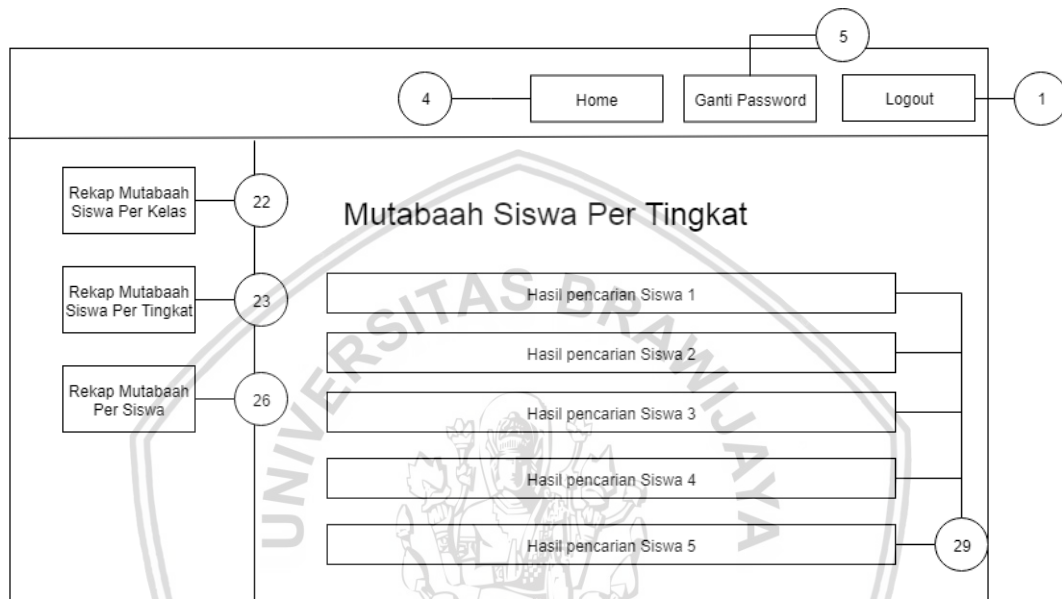 5
4
Home
Ganti Password
Logout
1
Rekap Mutabaah
Siswa Per Kelas
22
Mutabaah Siswa Per Tingkat
Rekap Mutabaah
Siswa Per Tingkat
23
Hasil pencarian Siswa 1
Hasil pencarian Siswa 2
Rekap Mutabaah
Per Siswa
26
Hasil pencarian Siswa 3
Hasil pencarian Siswa 4
Hasil pencarian Siswa 5
29
UNIVERSITAS BRAWIJAYA